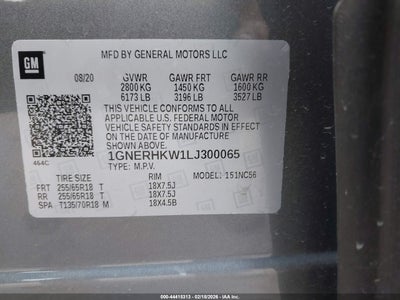 GM
MFD BY GENERAL MOTORS LLC
08/20 GVWR GAWR FRT GAWR RR
2800 KG 1450 KG 1600 KG
6173 LB 3196 LB 3527 LB
THIS VEHICLE CONFORMS TO ALL
APPLICABLE U.S. FEDERAL MOTOR
VEHICLE SAFETY STANDARDS IN
EFFECT ON THE DATE OF
MANUFACTURE SHOWN ABOVE.
1GNERHKW1LJ300065
454C TYPE: M.P.V.
TIRE SIZE RIM MODEL: 151NC56
FRT 255/65R18 T 18X7.5J
RR 255/65R18 T 18X7.5J
SPA T135/70R18 M 18X4.5B
000-44415313 - 02/18/2026 - IAA